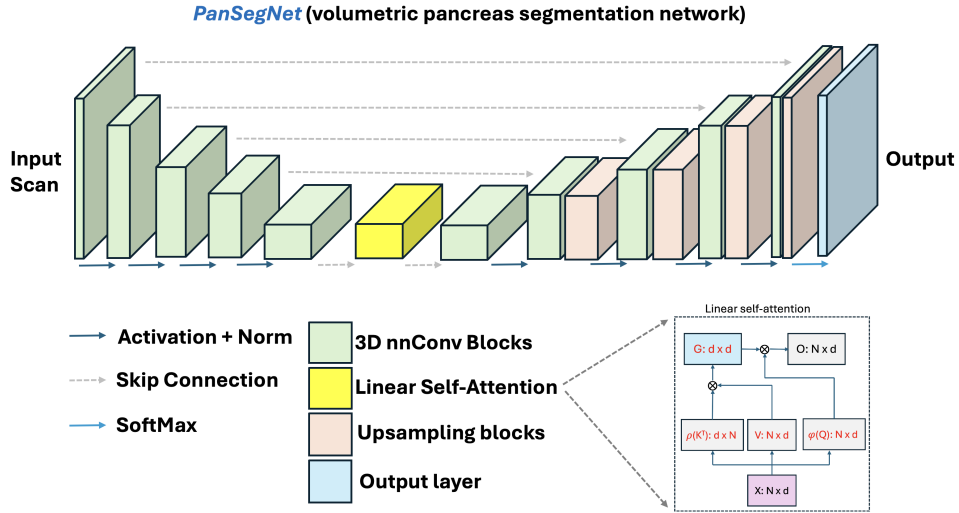 PanSegNet (volumetric pancreas segmentation network)
Input
Scan
Output
Activation + Norm
Skip Connection
SoftMax
3D nnConv Blocks
Linear Self-Attention
Upsampling blocks
Output layer
Linear self-attention
G: d x d
O: N x d
ρ(Kᵀ): d x N
V: N x d
φ(Q): N x d
X: N x d